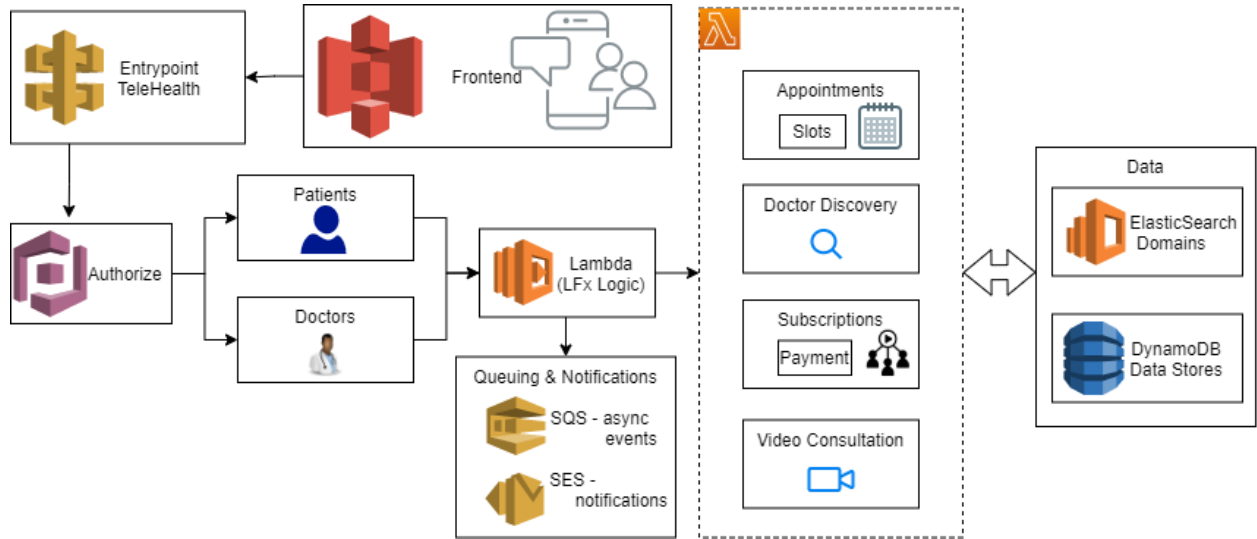 Entrypoint
TeleHealth
Frontend
Authorize
Patients
Doctors
Lambda
(LFx Logic)
Queuing & Notifications
SQS - async
events
SES -
notifications
Appointments
Slots
Doctor Discovery
Subscriptions
Payment
Video Consultation
Data
ElasticSearch
Domains
DynamoDB
Data Stores